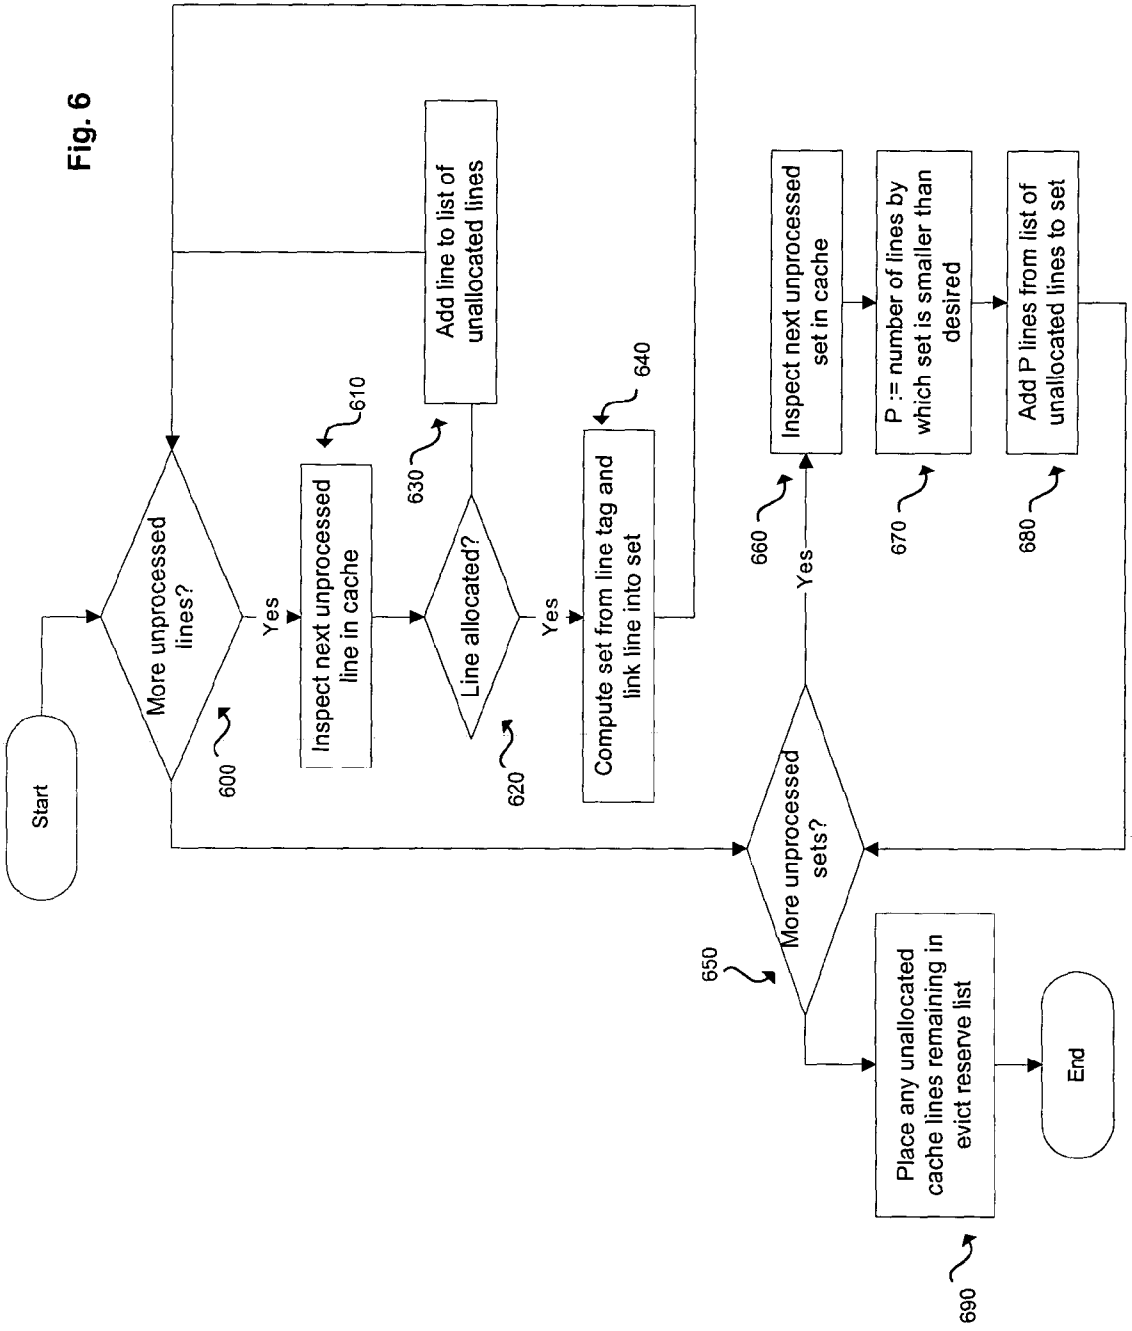 Fig. 6
Start
More unprocessed
lines?
600
Yes
Inspect next unprocessed
line in cache
610
Line allocated?
620
Add line to list of
unallocated lines
630
Yes
Compute set from line tag and
link line into set
640
More unprocessed
sets?
650
Yes
Inspect next unprocessed
set in cache
660
P := number of lines by
which set is smaller than
desired
670
Add P lines from list of
unallocated lines to set
680
Place any unallocated
cache lines remaining in
evict reserve list
690
End